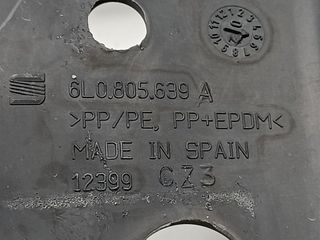 6L0.805.639 A
>PP/PE, PP+EPDM<
MADE IN SPAIN
12399 CZ3